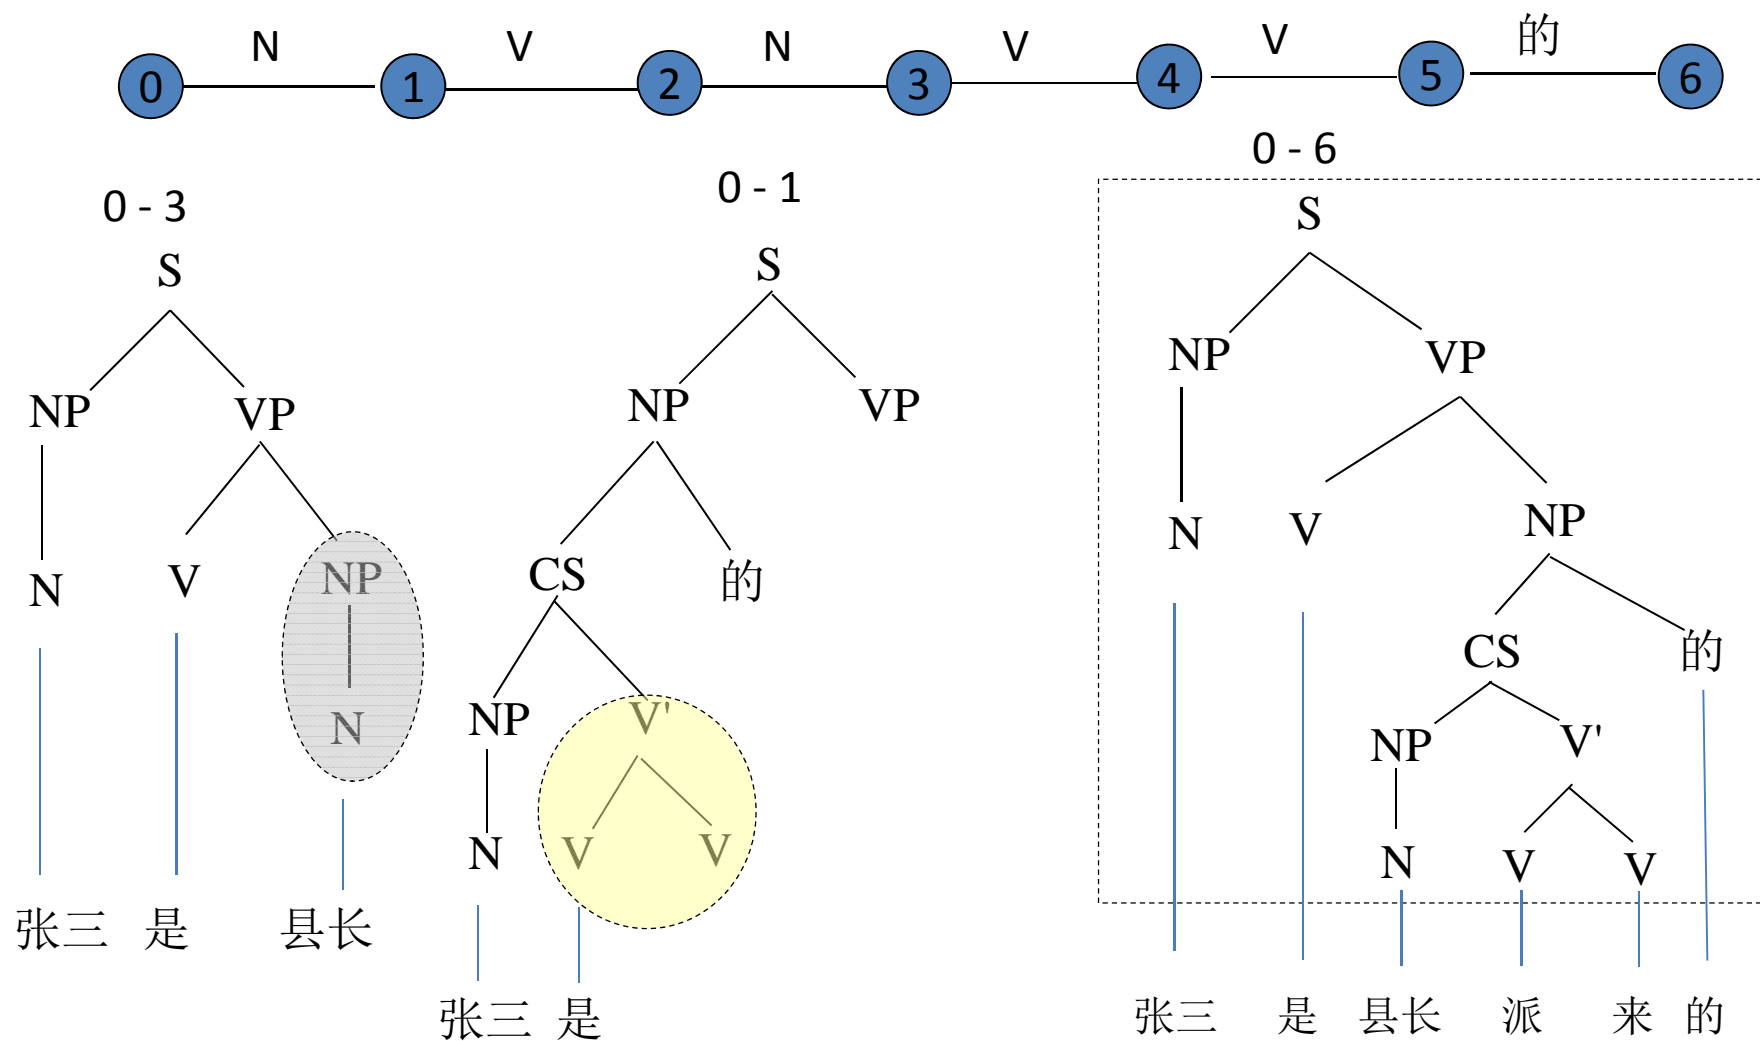 N V N V V 的
0 1 2 3 4 5 6
0 - 6
0 - 1
0 - 3
S
S
S
NP VP
NP VP
NP VP
N V NP
CS 的
N V NP
N
CS 的
NP V'
NP V'
N V V
N V V
张三 是 县长
张三 是
张三 是 县长 派 来 的